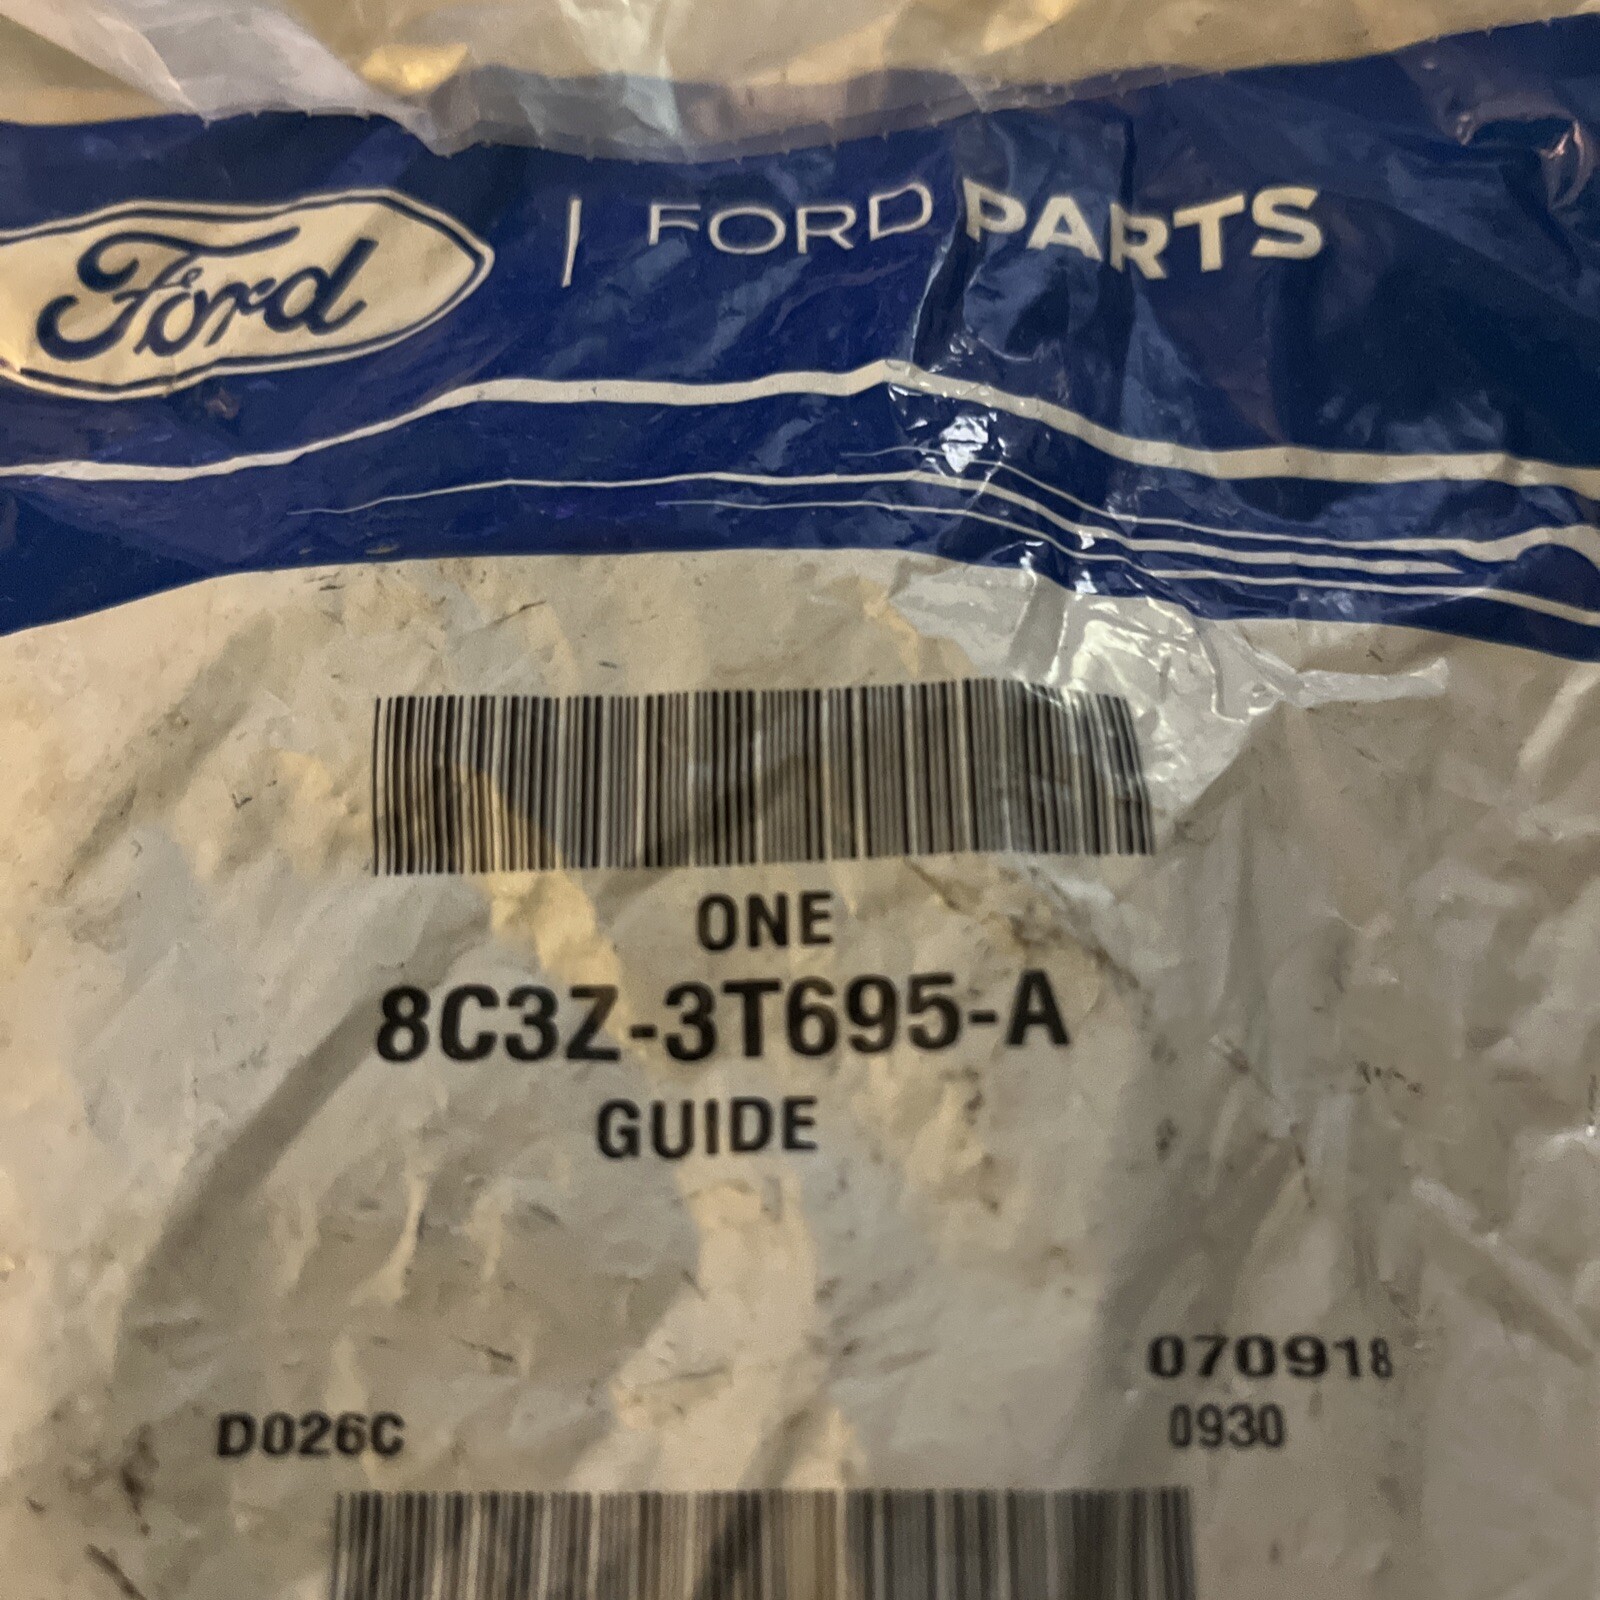 Ford | FORD PARTS
ONE
8C3Z-3T695-A
GUIDE
070918
D026C
0930